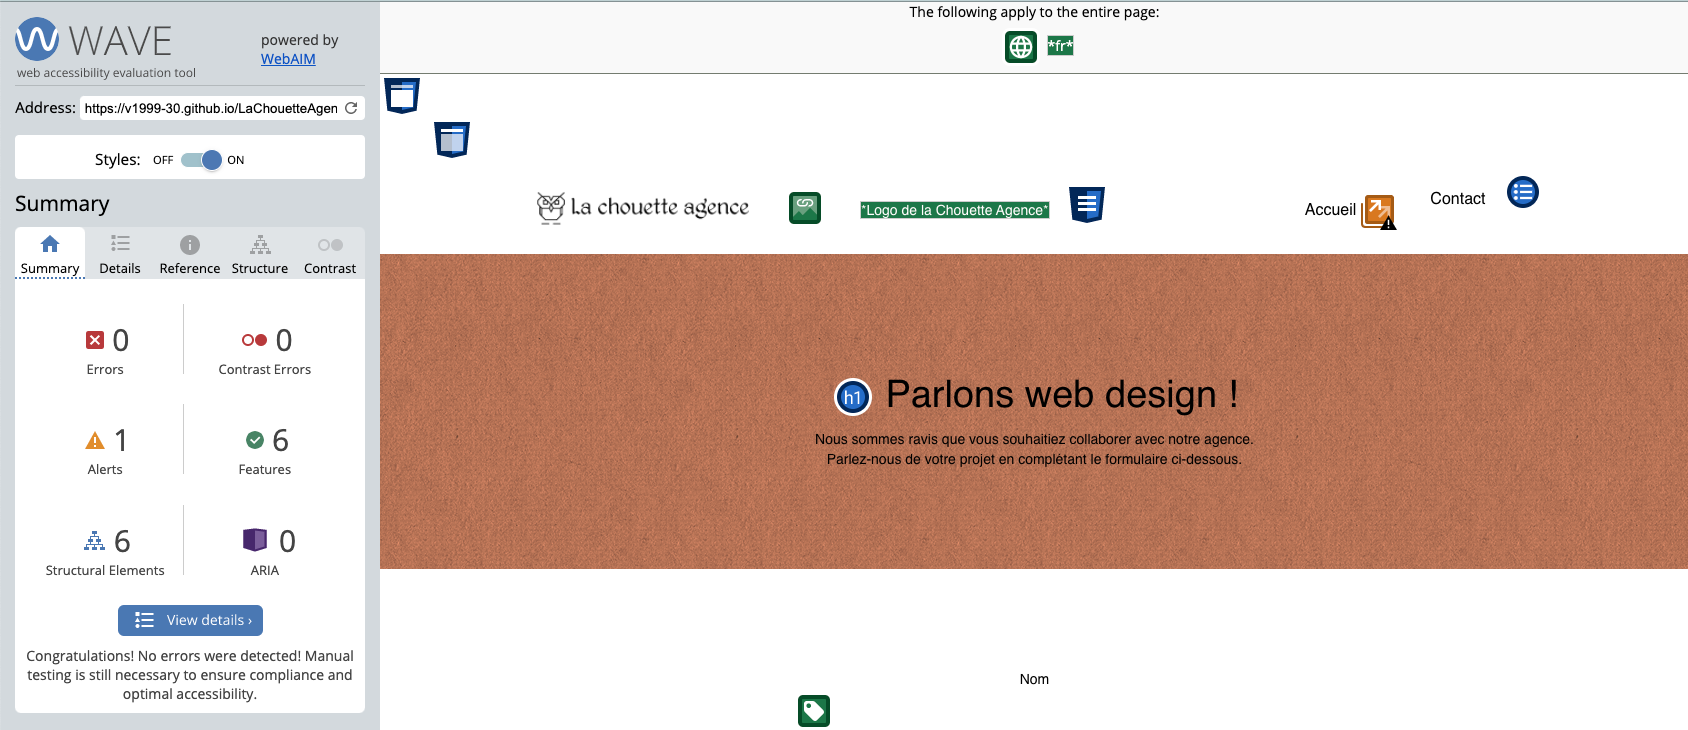 WAVE
web accessibility evaluation tool
powered by
WebAIM
Address: https://v1999-30.github.io/LaChouetteAgen
Styles: OFF ON
Summary
Summary Details Reference Structure Contrast
0 Errors
0 Contrast Errors
1 Alerts
6 Features
6 Structural Elements
0 ARIA
View details ›
Congratulations! No errors were detected! Manual
testing is still necessary to ensure compliance and
optimal accessibility.
The following apply to the entire page:
*fr*
La chouette agence
*Logo de la Chouette Agence*
Accueil
Contact
h1 Parlons web design !
Nous sommes ravis que vous souhaitiez collaborer avec notre agence.
Parlez-nous de votre projet en complétant le formulaire ci-dessous.
Nom